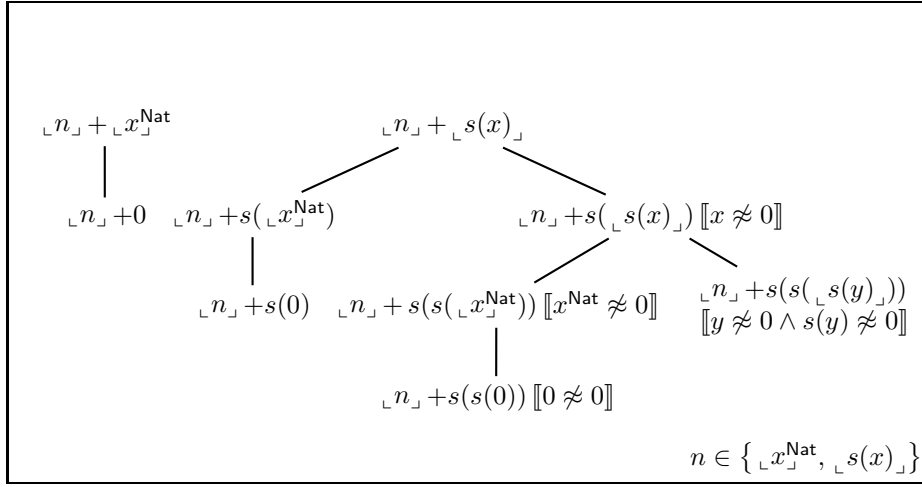 ⌞n⌟ + ⌞x⌟^Nat ⌞n⌟ + ⌞s(x)⌟
⌞n⌟ +0 ⌞n⌟ +s(⌞x⌟^Nat) ⌞n⌟ +s(⌞s(x)⌟) ⟦x ≉ 0⟧
⌞n⌟ +s(0) ⌞n⌟ + s(s(⌞x⌟^Nat)) ⟦x^Nat ≉ 0⟧ ⌞n⌟ +s(s(⌞s(y)⌟))
⟦y ≉ 0 ∧ s(y) ≉ 0⟧
⌞n⌟ +s(s(0)) ⟦0 ≉ 0⟧
n ∈ {⌞x⌟^Nat, ⌞s(x)⌟}